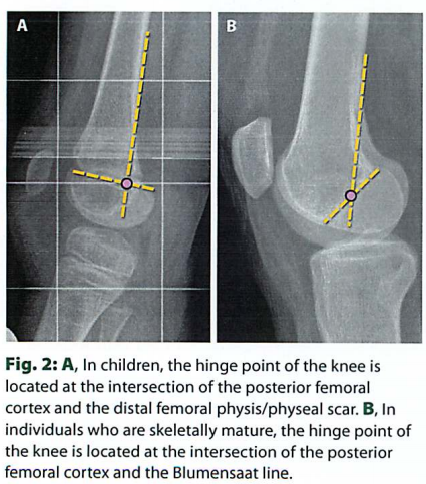 A
B
Fig. 2: A, In children, the hinge point of the knee is
located at the intersection of the posterior femoral
cortex and the distal femoral physis/physeal scar. B, In
individuals who are skeletally mature, the hinge point of
the knee is located at the intersection of the posterior
femoral cortex and the Blumensaat line.